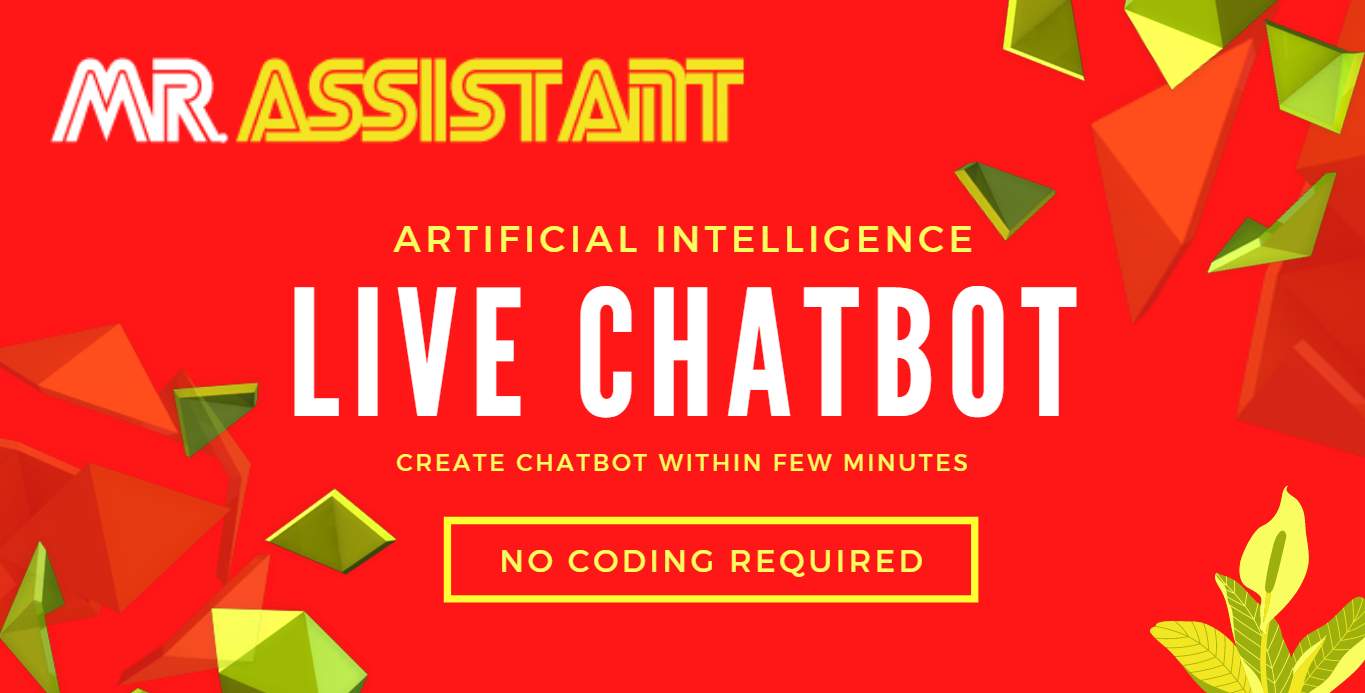 MR. ASSISTANT
ARTIFICIAL INTELLIGENCE
LIVE CHATBOT
CREATE CHATBOT WITHIN FEW MINUTES
NO CODING REQUIRED